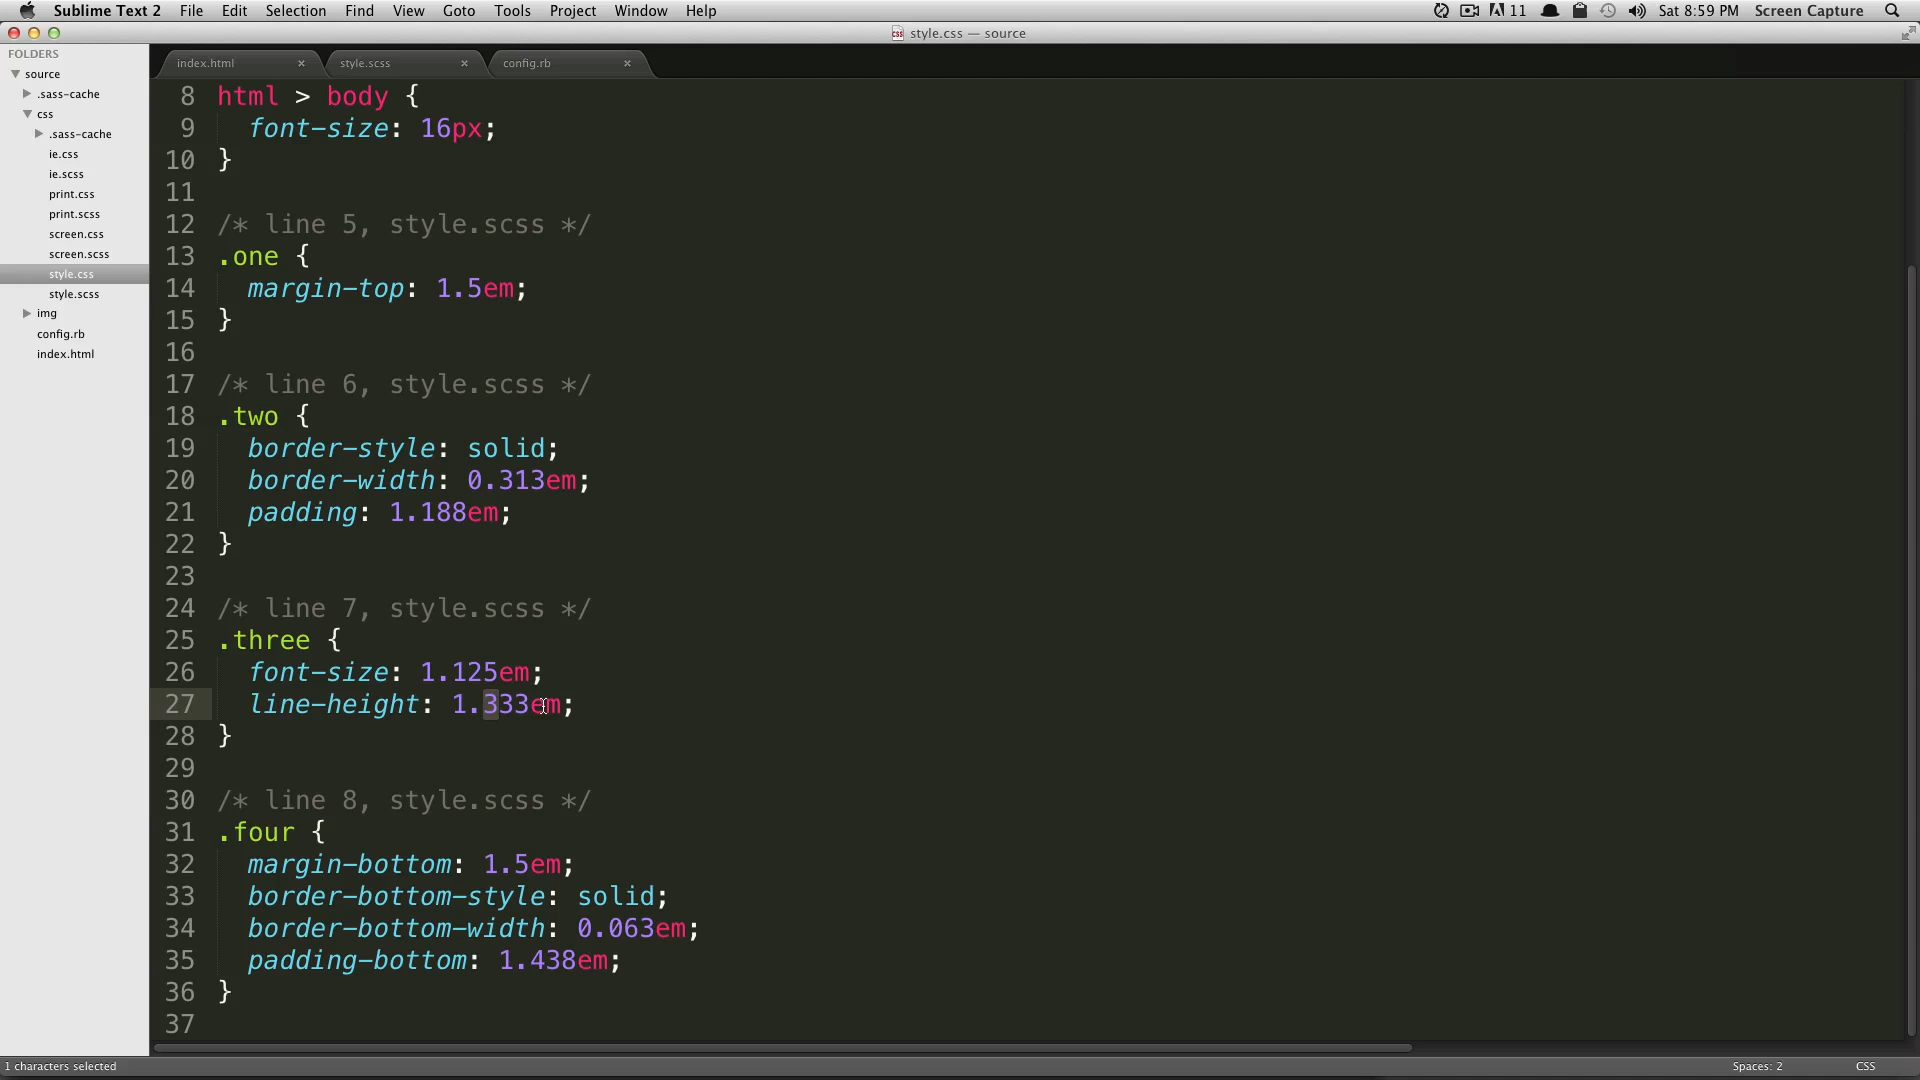 Sublime Text 2 File Edit Selection Find View Goto Tools Project Window Help 11 Sat 8:59 PM Screen Capture
style.css — source
FOLDERS
source
.sass-cache
css
.sass-cache
ie.css
ie.scss
print.css
print.scss
screen.css
screen.scss
style.css
style.scss
img
config.rb
index.html
index.html × style.scss × config.rb ×
8 html > body {
9 font-size: 16px;
10 }
11
12 /* line 5, style.scss */
13 .one {
14 margin-top: 1.5em;
15 }
16
17 /* line 6, style.scss */
18 .two {
19 border-style: solid;
20 border-width: 0.313em;
21 padding: 1.188em;
22 }
23
24 /* line 7, style.scss */
25 .three {
26 font-size: 1.125em;
27 line-height: 1.333em;
28 }
29
30 /* line 8, style.scss */
31 .four {
32 margin-bottom: 1.5em;
33 border-bottom-style: solid;
34 border-bottom-width: 0.063em;
35 padding-bottom: 1.438em;
36 }
37
1 characters selected Spaces: 2 CSS